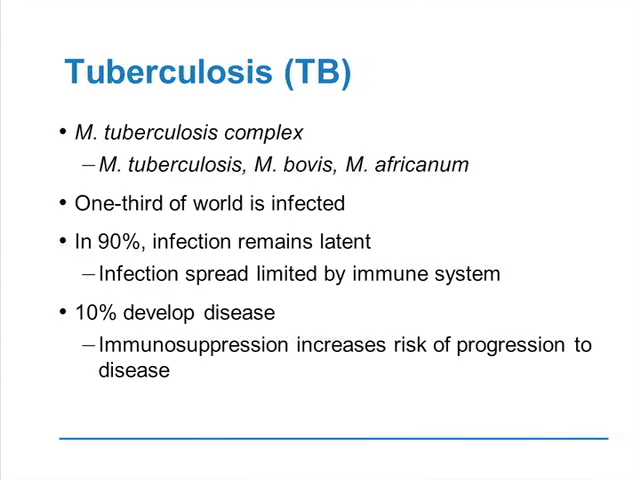 Tuberculosis (TB)
• M. tuberculosis complex
– M. tuberculosis, M. bovis, M. africanum
• One-third of world is infected
• In 90%, infection remains latent
– Infection spread limited by immune system
• 10% develop disease
– Immunosuppression increases risk of progression to
disease